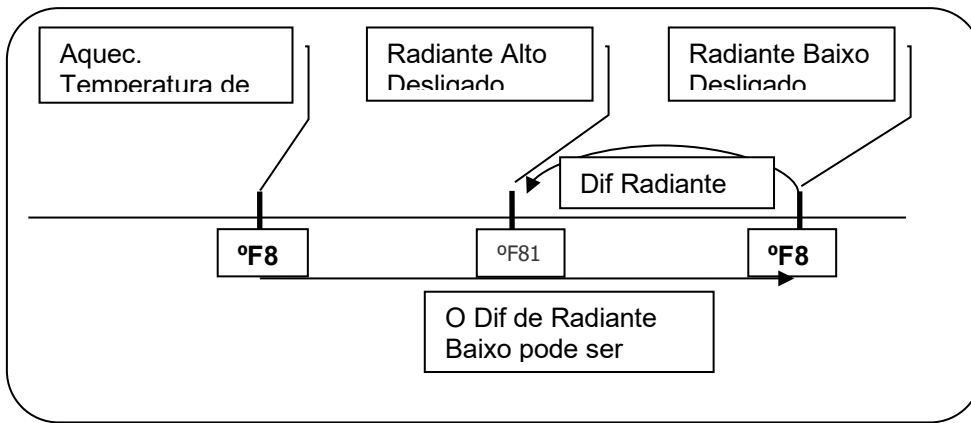 Aquec.
Temperatura de
Radiante Alto
Desligado
Radiante Baixo
Desligado
Dif Radiante
ºF8
ºF81
ºF8
O Dif de Radiante
Baixo pode ser